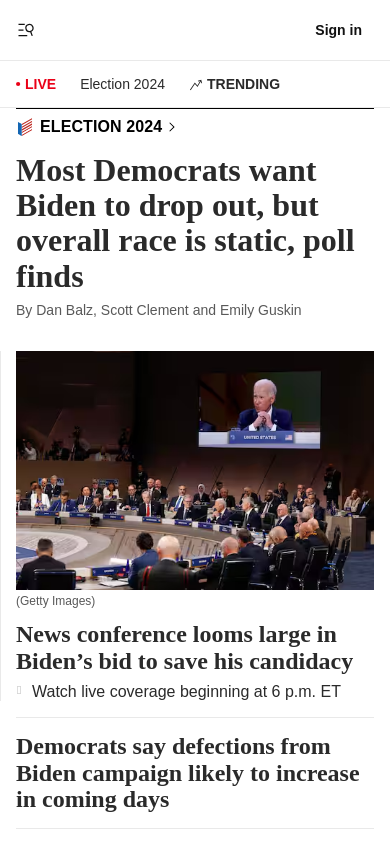 Sign in
LIVE
Election 2024
TRENDING
ELECTION 2024
Most Democrats want
Biden to drop out, but
overall race is static, poll
finds
By Dan Balz, Scott Clement and Emily Guskin
UNITED STATES
(Getty Images)
News conference looms large in
Biden’s bid to save his candidacy
Watch live coverage beginning at 6 p.m. ET
Democrats say defections from
Biden campaign likely to increase
in coming days